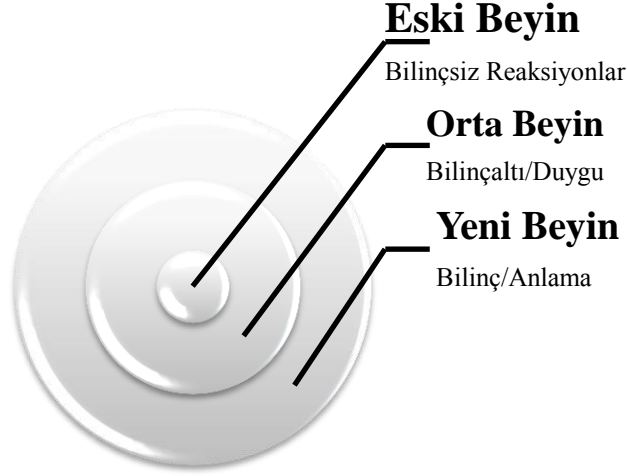 Eski Beyin
Bilinçsiz Reaksiyonlar
Orta Beyin
Bilinçaltı/Duygu
Yeni Beyin
Bilinç/Anlama